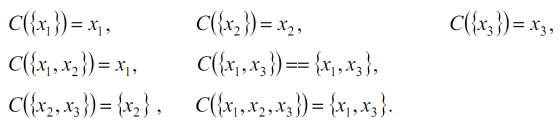 C({x₁}) = x₁, C({x₂}) = x₂, C({x₃}) = x₃,
C({x₁, x₂}) = x₁, C({x₁, x₃}) == {x₁, x₃},
C({x₂, x₃}) = {x₂} , C({x₁, x₂, x₃}) = {x₁, x₃}.